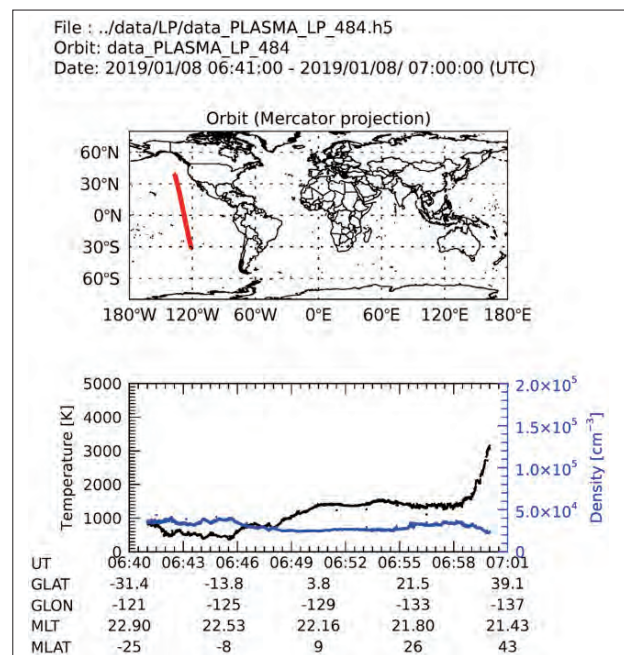 File : ../data/LP/data_PLASMA_LP_484.h5
Orbit: data_PLASMA_LP_484
Date: 2019/01/08 06:41:00 - 2019/01/08/ 07:00:00 (UTC)
Orbit (Mercator projection)
60°N
30°N
0°N
30°S
60°S
180°W 120°W 60°W 0°E 60°E 120°E 180°E
5000
4000
3000
2000
1000
0
Temperature [K]
2.0×10⁵
1.5×10⁵
1.0×10⁵
5.0×10⁴
0
Density [cm⁻³]
UT 06:40 06:43 06:46 06:49 06:52 06:55 06:58 07:01
GLAT -31.4 -13.8 3.8 21.5 39.1
GLON -121 -125 -129 -133 -137
MLT 22.90 22.53 22.16 21.80 21.43
MLAT -25 -8 9 26 43